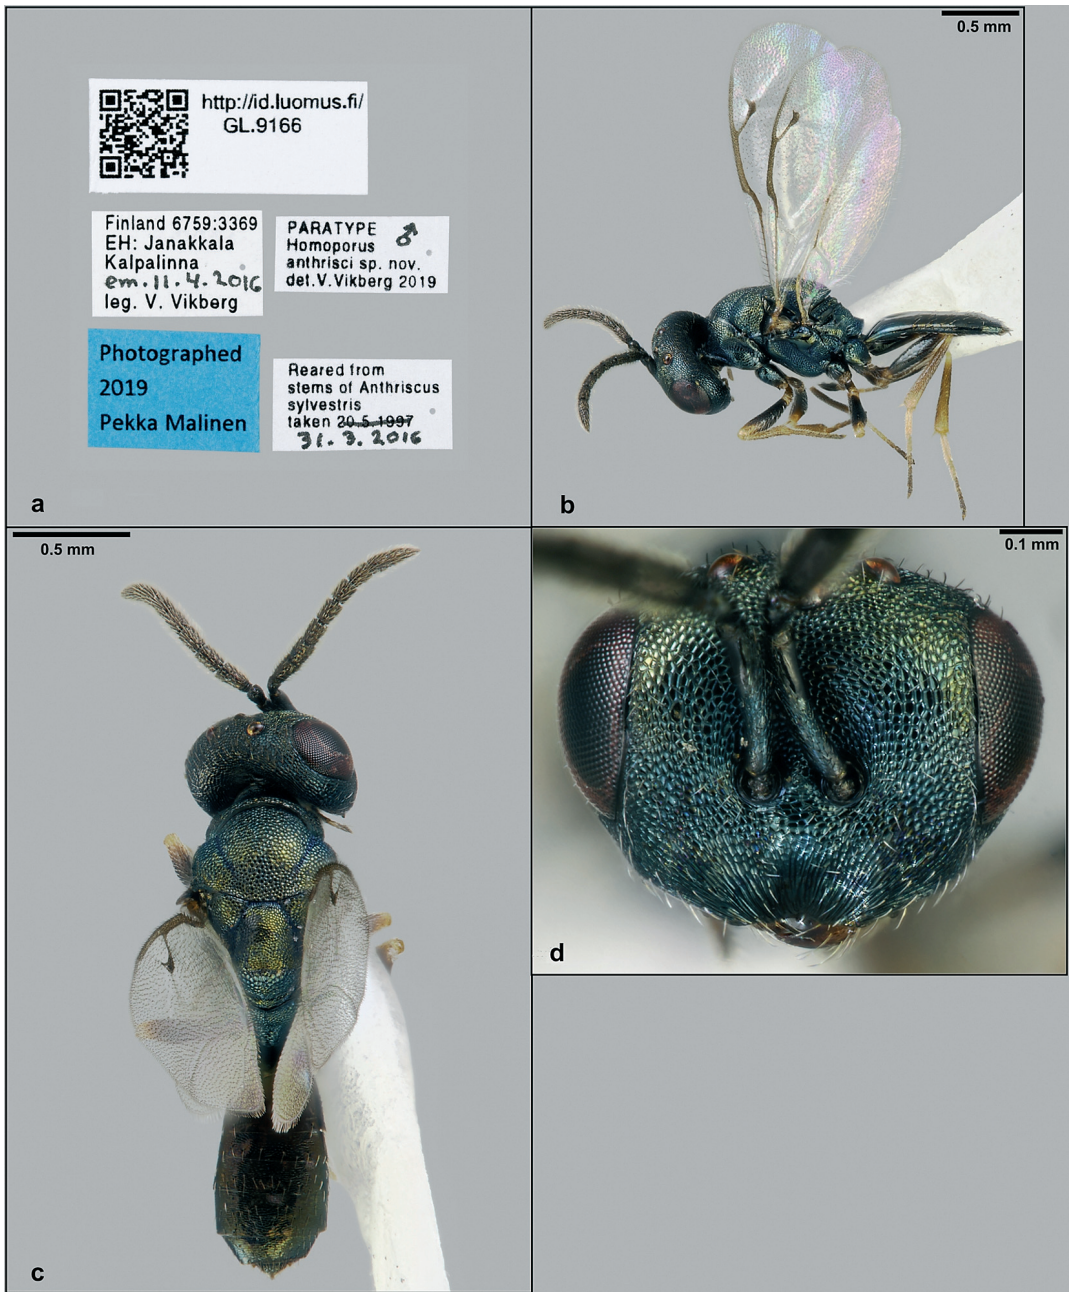 http://id.luomus.fi/
GL.9166
Finland 6759:3369
EH: Janakkala
Kalpalinna
em.11.4.2016
leg. V. Vikberg
PARATYPE ♂
Homoporus
anthrisci sp. nov.
det.V.Vikberg 2019
Photographed
2019
Pekka Malinen
Reared from
stems of Anthriscus
sylvestris
taken 20.5.1997
31.3.2016
a
0.5 mm
b
0.5 mm
c
0.1 mm
d